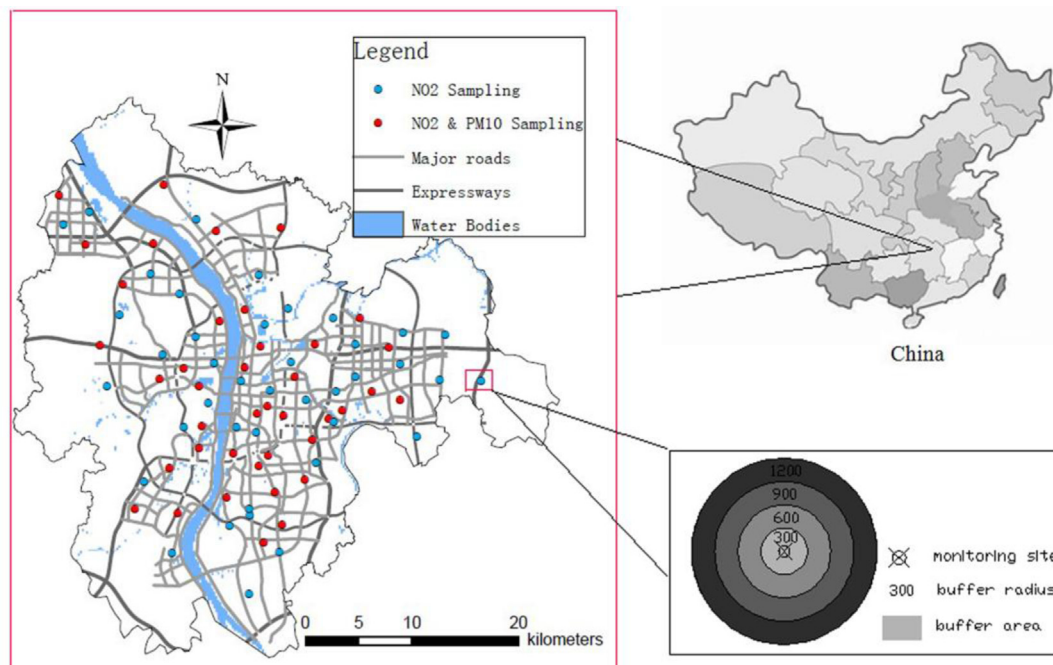 Legend
N
NO2 Sampling
NO2 & PM10 Sampling
Major roads
Expressways
Water Bodies
China
1200
900
600
300
monitoring site
300 buffer radius
buffer area
0 5 10 20
kilometers